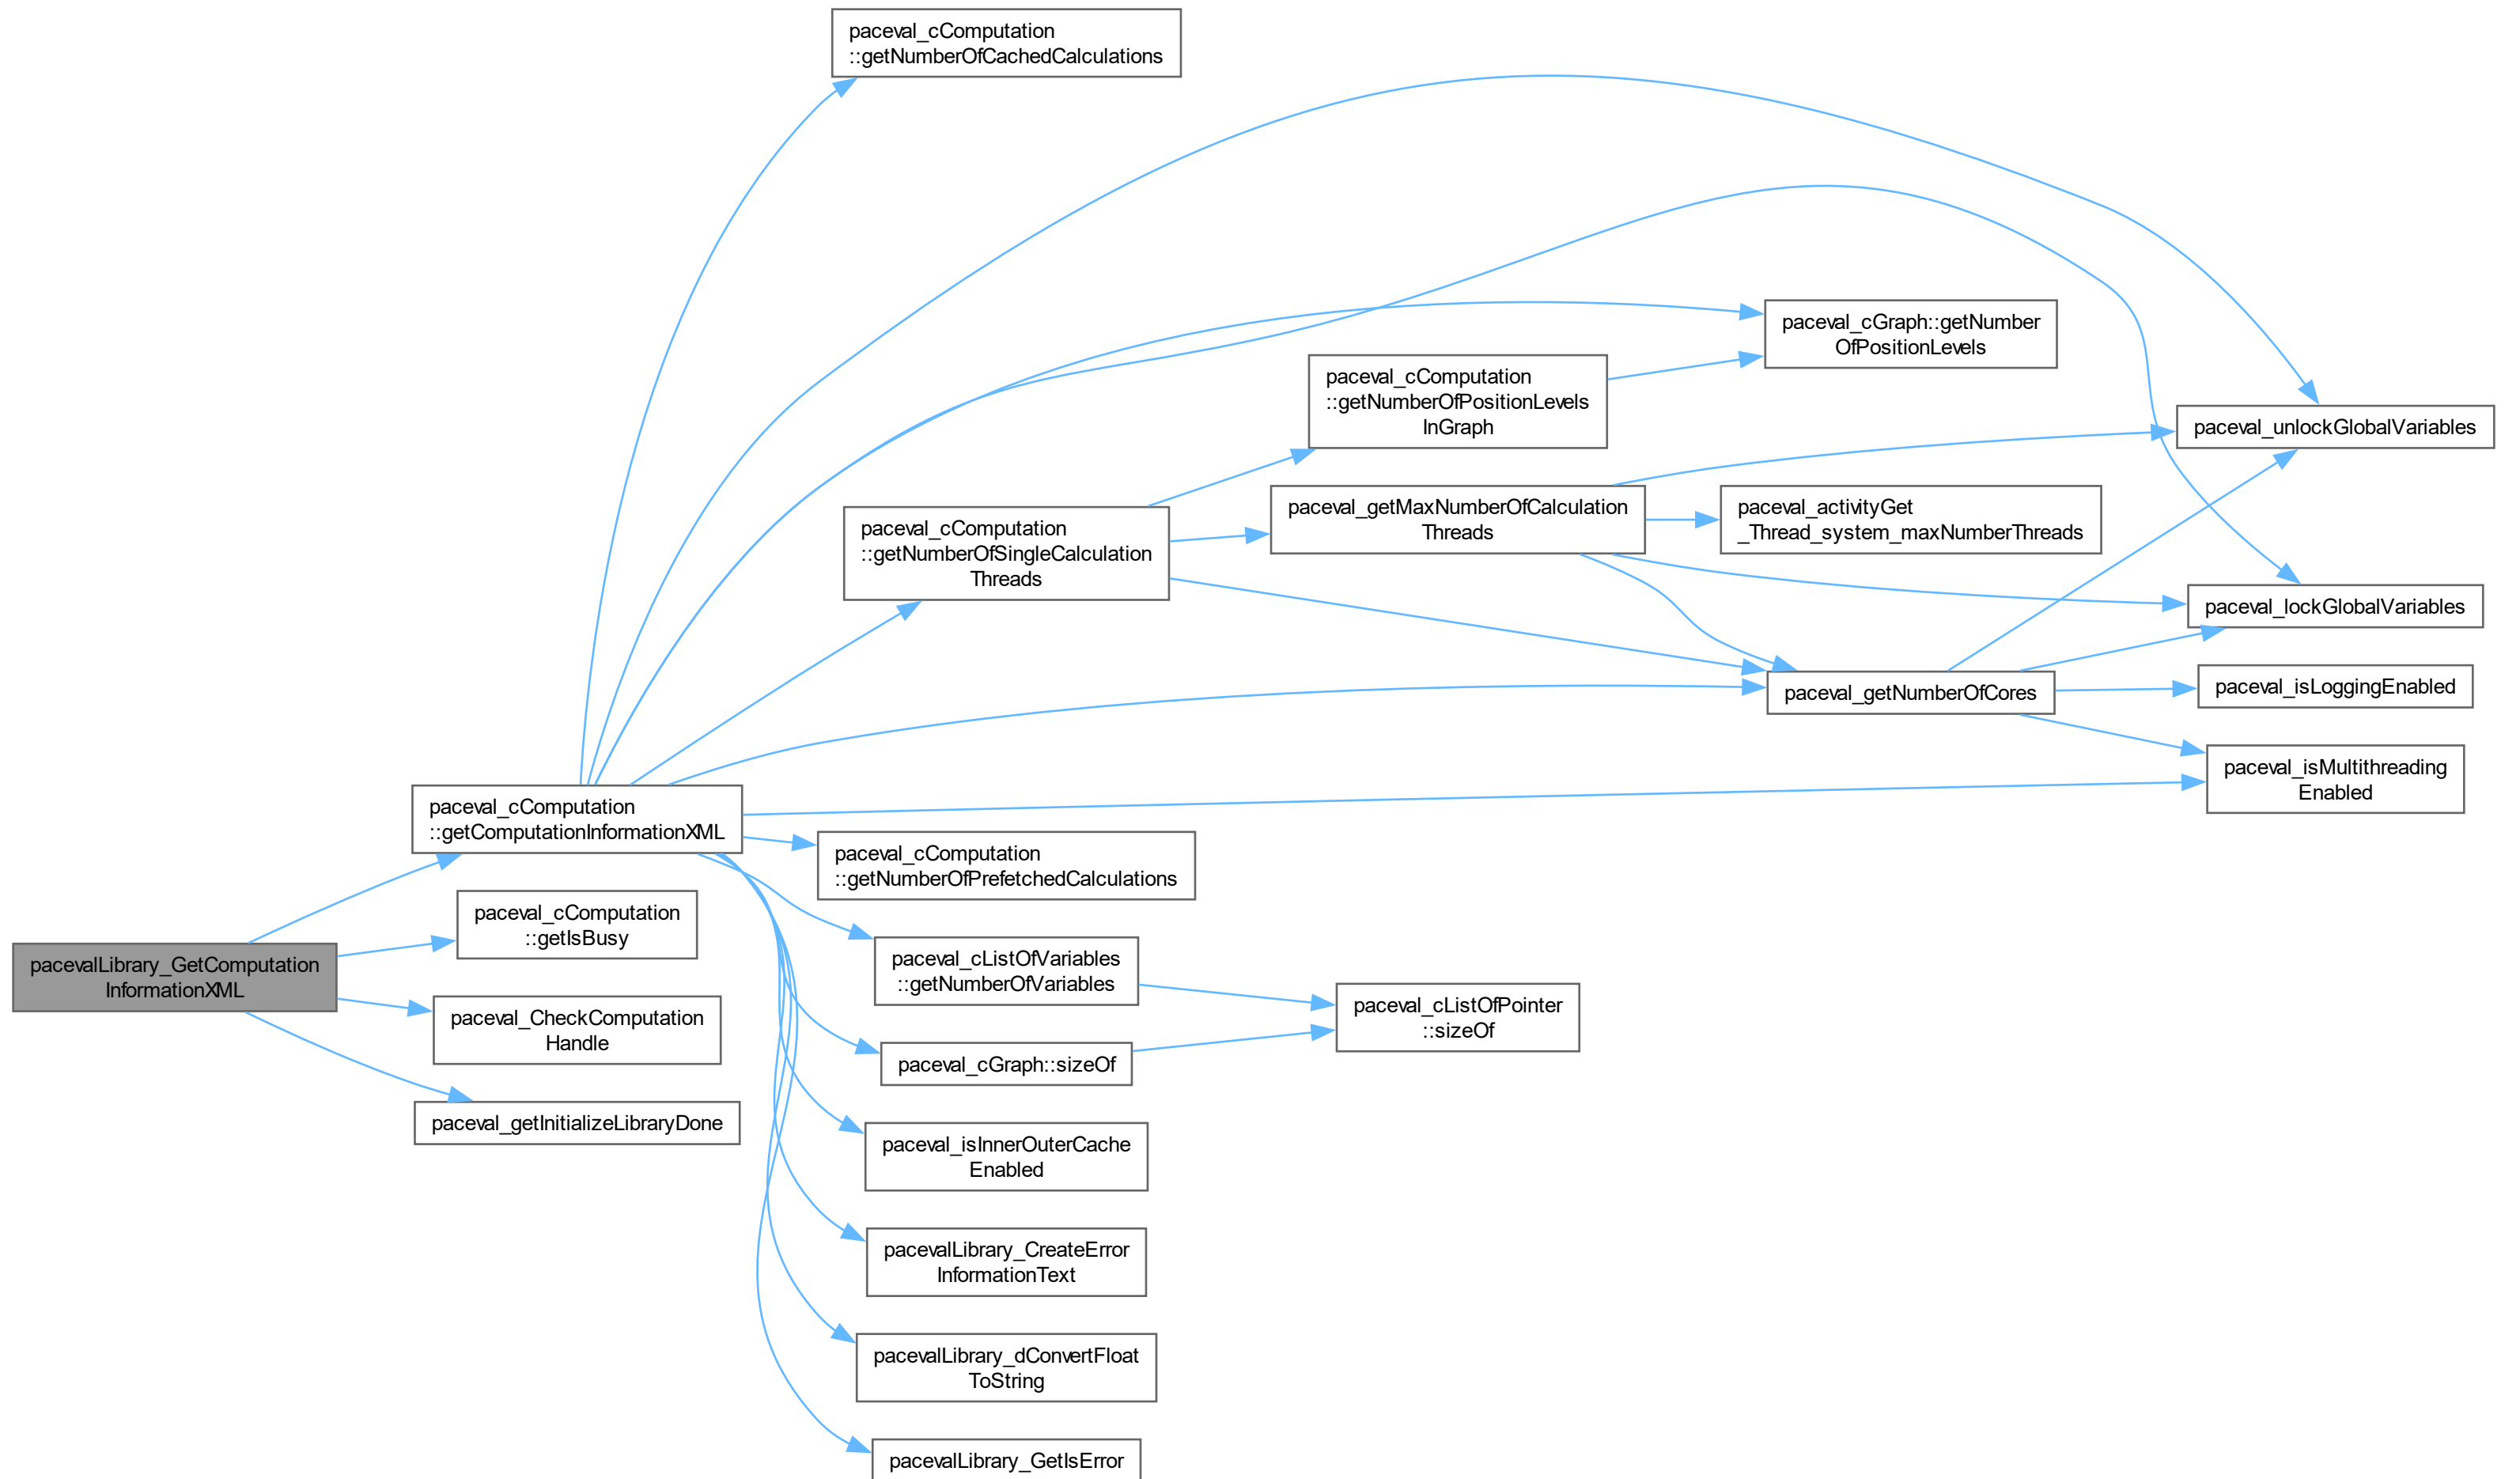 paceval_cComputation
::getNumberOfCachedCalculations
paceval_cGraph::getNumber
OfPositionLevels
paceval_cComputation
::getNumberOfPositionLevels
InGraph
paceval_unlockGlobalVariables
paceval_cComputation
::getNumberOfSingleCalculation
Threads
paceval_getMaxNumberOfCalculation
Threads
paceval_activityGet
_Thread_system_maxNumberThreads
paceval_lockGlobalVariables
paceval_getNumberOfCores
paceval_isLoggingEnabled
paceval_isMultithreading
Enabled
paceval_cComputation
::getComputationInformationXML
paceval_cComputation
::getNumberOfPrefetchedCalculations
paceval_cComputation
::getIsBusy
pacevalLibrary_GetComputation
InformationXML
paceval_cListOfVariables
::getNumberOfVariables
paceval_cListOfPointer
::sizeOf
paceval_CheckComputation
Handle
paceval_cGraph::sizeOf
paceval_getInitializeLibraryDone
paceval_isInnerOuterCache
Enabled
pacevalLibrary_CreateError
InformationText
pacevalLibrary_dConvertFloat
ToString
pacevalLibrary_GetIsError